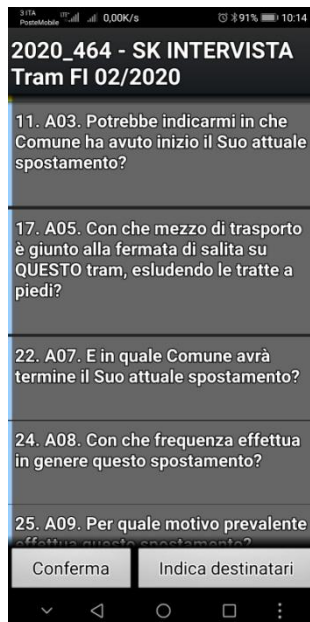 3 ITA
PosteMobile
0,00K/s
91%
10:14
2020_464 - SK INTERVISTA
Tram FI 02/2020
11. A03. Potrebbe indicarmi in che
Comune ha avuto inizio il Suo attuale
spostamento?
17. A05. Con che mezzo di trasporto
è giunto alla fermata di salita su
QUESTO tram, esludendo le tratte a
piedi?
22. A07. E in quale Comune avrà
termine il Suo attuale spostamento?
24. A08. Con che frequenza effettua
in genere questo spostamento?
25. A09. Per quale motivo prevalente
effettua questo spostamento?
Conferma
Indica destinatari